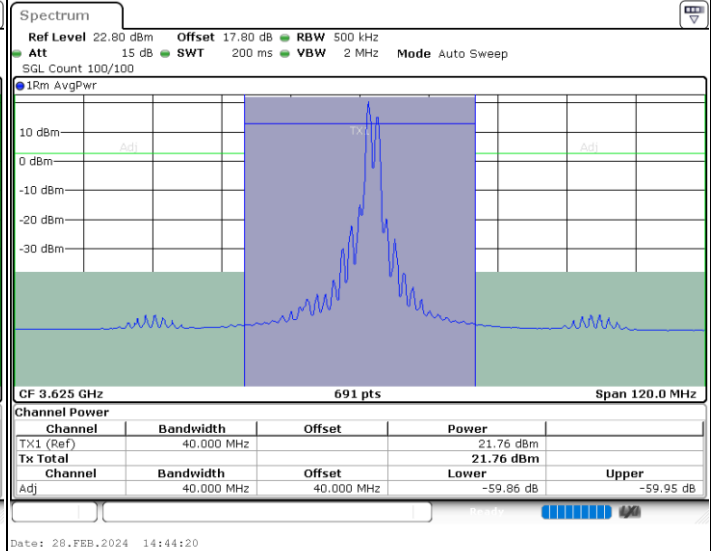 Spectrum
Ref Level 22.80 dBm Offset 17.80 dB RBW 500 kHz
Att 15 dB SWT 200 ms VBW 2 MHz Mode Auto Sweep
SGL Count 100/100
1Rm AvgPwr
10 dBm
TX1
Adj
Adj
0 dBm
-10 dBm
-20 dBm
-30 dBm
CF 3.625 GHz 691 pts Span 120.0 MHz
Channel Power
Channel Bandwidth Offset Power
TX1 (Ref) 40.000 MHz 21.76 dBm
Tx Total 21.76 dBm
Channel Bandwidth Offset Lower Upper
Adj 40.000 MHz 40.000 MHz -59.86 dB -59.95 dB
Ready
Date: 28.FEB.2024 14:44:20